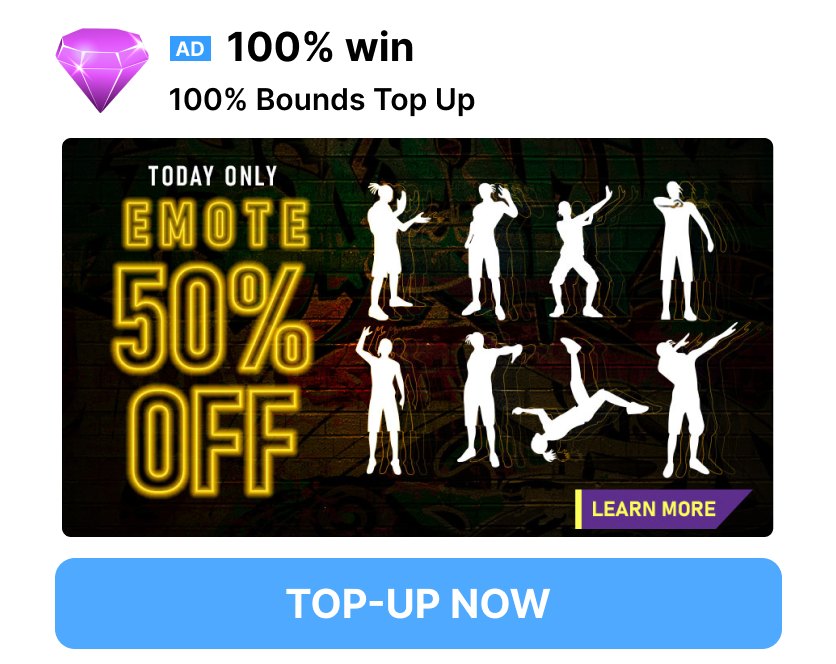 AD 100% win
100% Bounds Top Up
TODAY ONLY
EMOTE
50%
OFF
LEARN MORE
TOP-UP NOW